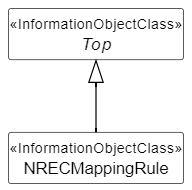 «InformationObjectClass»
Top
«InformationObjectClass»
NRECMappingRule